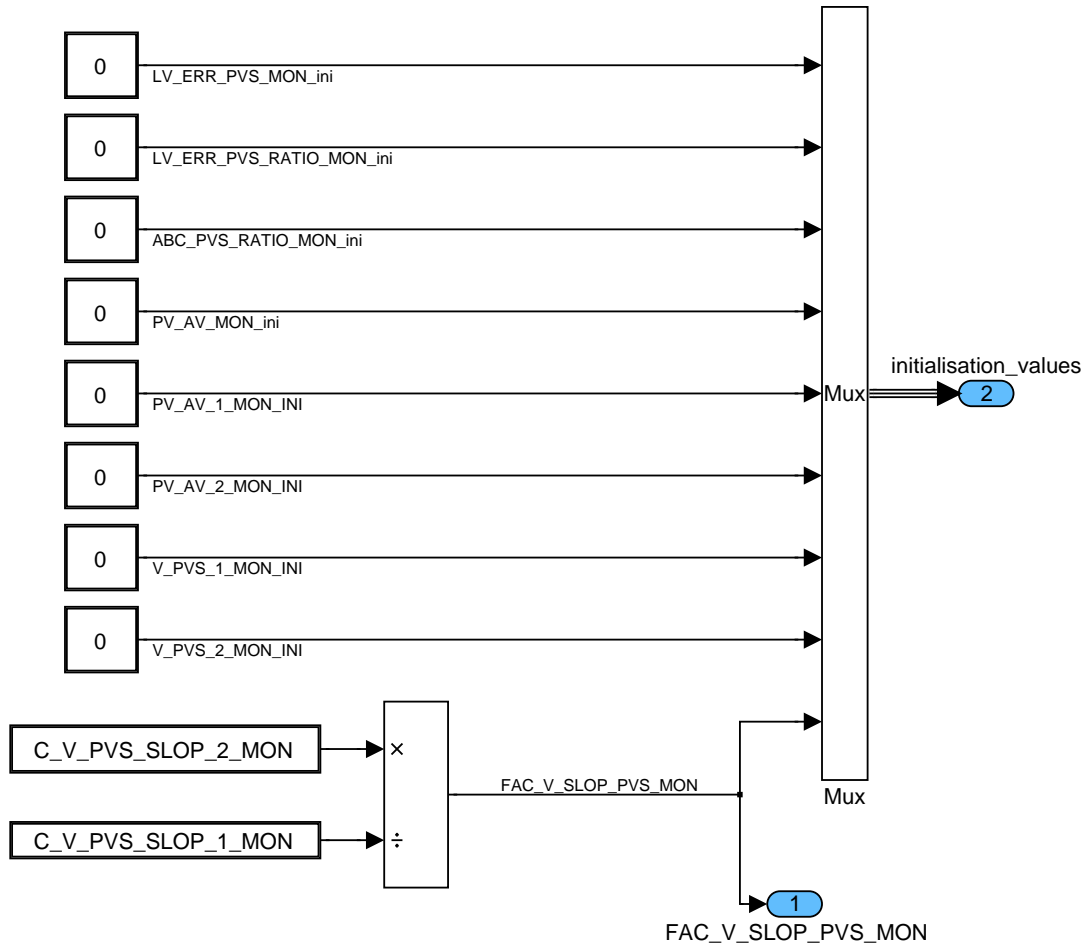 0
LV_ERR_PVS_MON_ini
0
LV_ERR_PVS_RATIO_MON_ini
0
ABC_PVS_RATIO_MON_ini
0
PV_AV_MON_ini
initialisation_values
0
PV_AV_1_MON_INI
Mux
2
0
PV_AV_2_MON_INI
0
V_PVS_1_MON_INI
0
V_PVS_2_MON_INI
C_V_PVS_SLOP_2_MON
×
FAC_V_SLOP_PVS_MON
Mux
C_V_PVS_SLOP_1_MON
÷
1
FAC_V_SLOP_PVS_MON